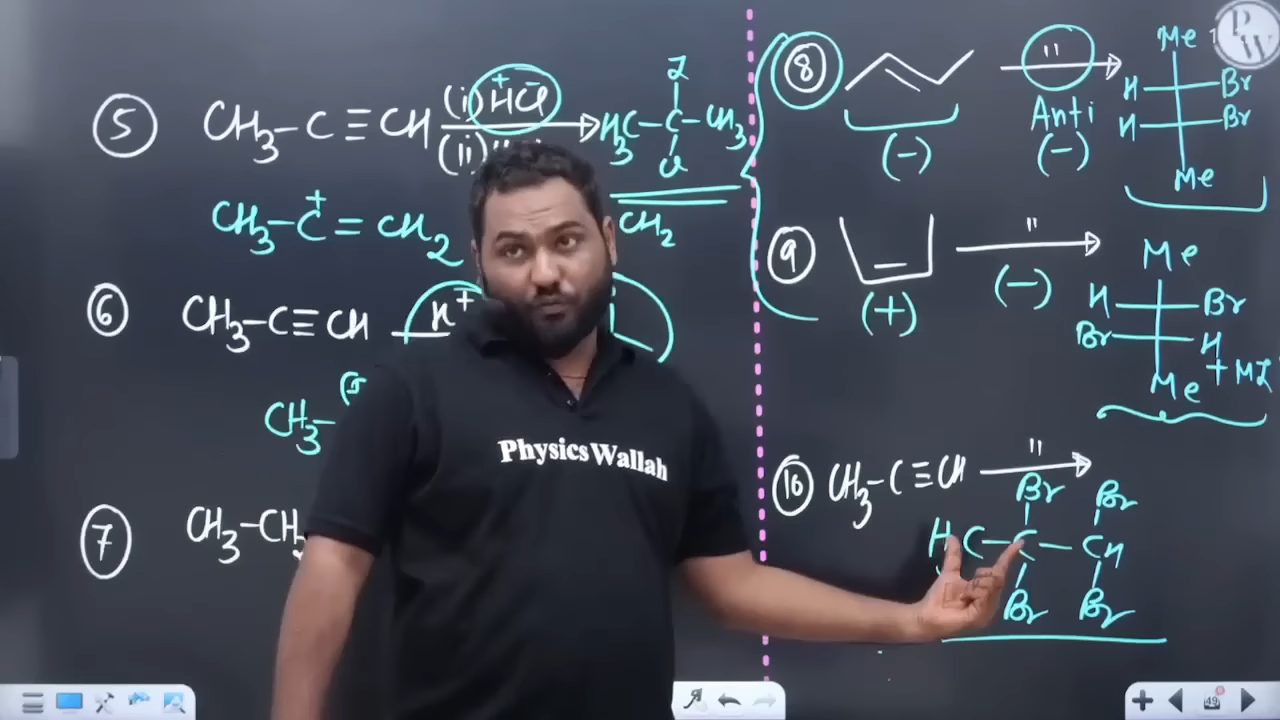 5 CH3-C≡CH (i) HCl
+ -
(ii)
I
H3C-C-CH3
Cl
CH3-C=CH2
+
CH2
6 CH3-C≡CH H+
CH3-
7 CH3-CH
Physics Wallah
8 "
Anti
(-) (-)
Me
H Br
H Br
Me
9 "
(+) (-)
Me
H Br
Br H
Me + MI
10 CH3-C≡CH "
Br Br
H C-C-CH
Br Br
PW
49